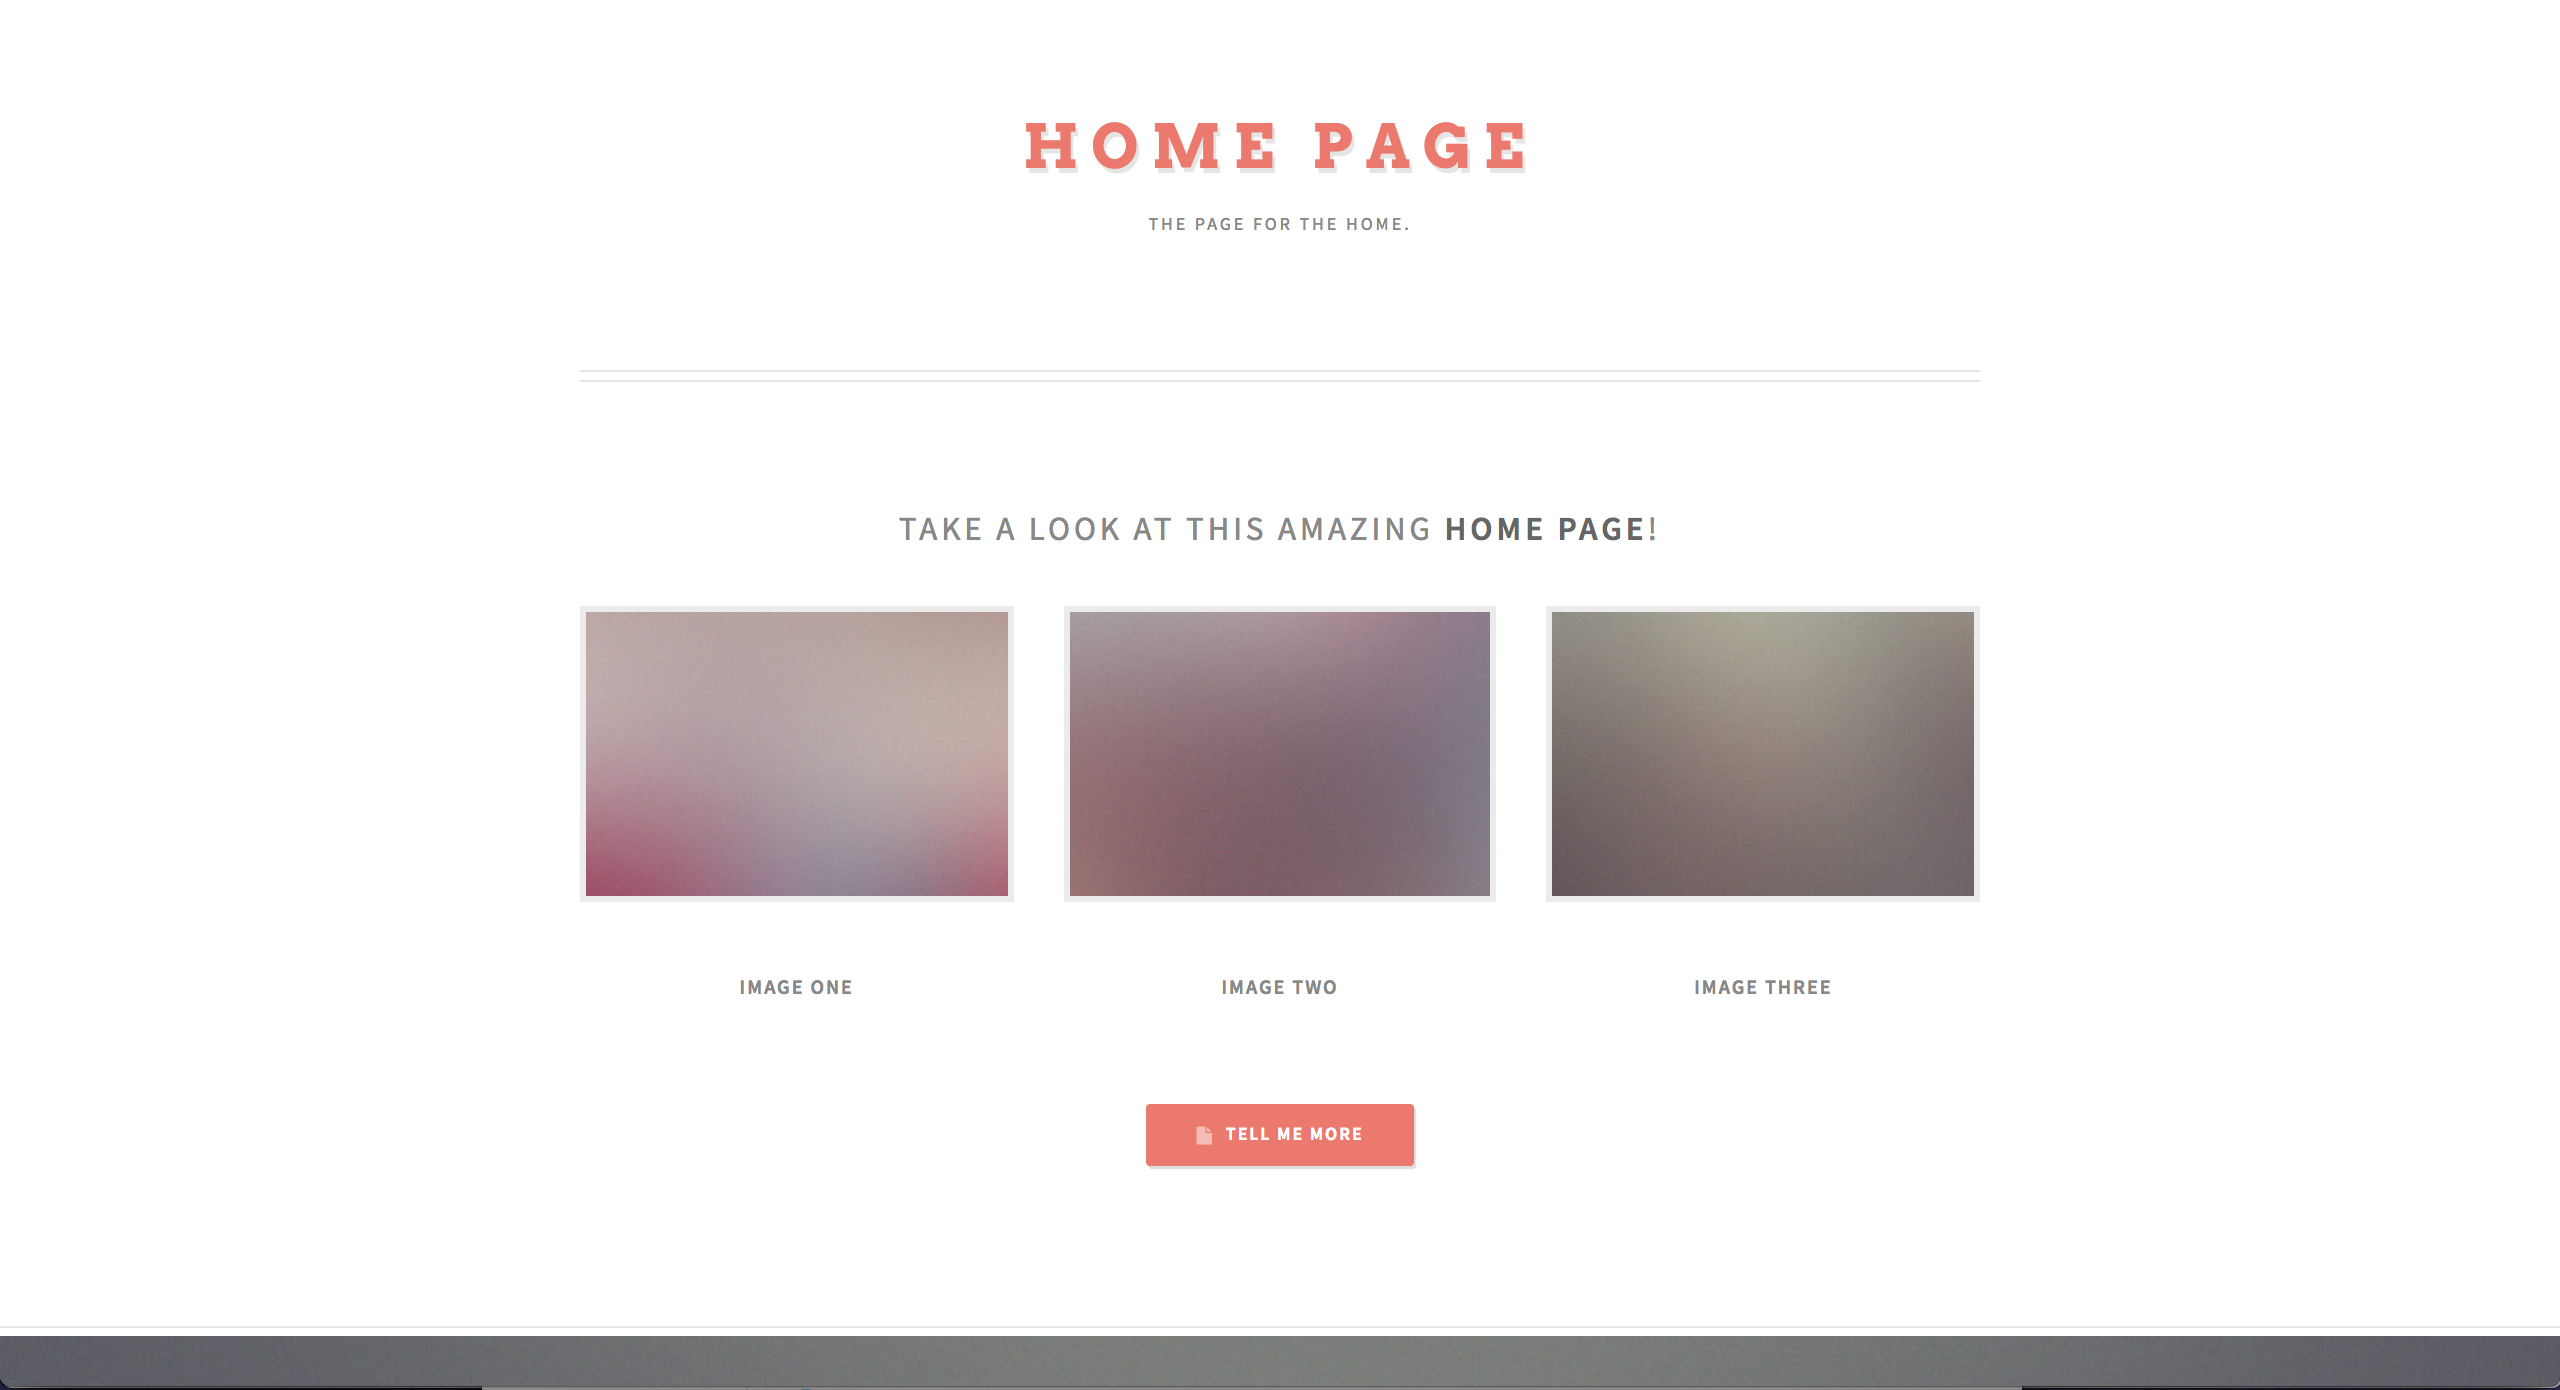 HOME PAGE
THE PAGE FOR THE HOME.
TAKE A LOOK AT THIS AMAZING HOME PAGE!
IMAGE ONE
IMAGE TWO
IMAGE THREE
TELL ME MORE